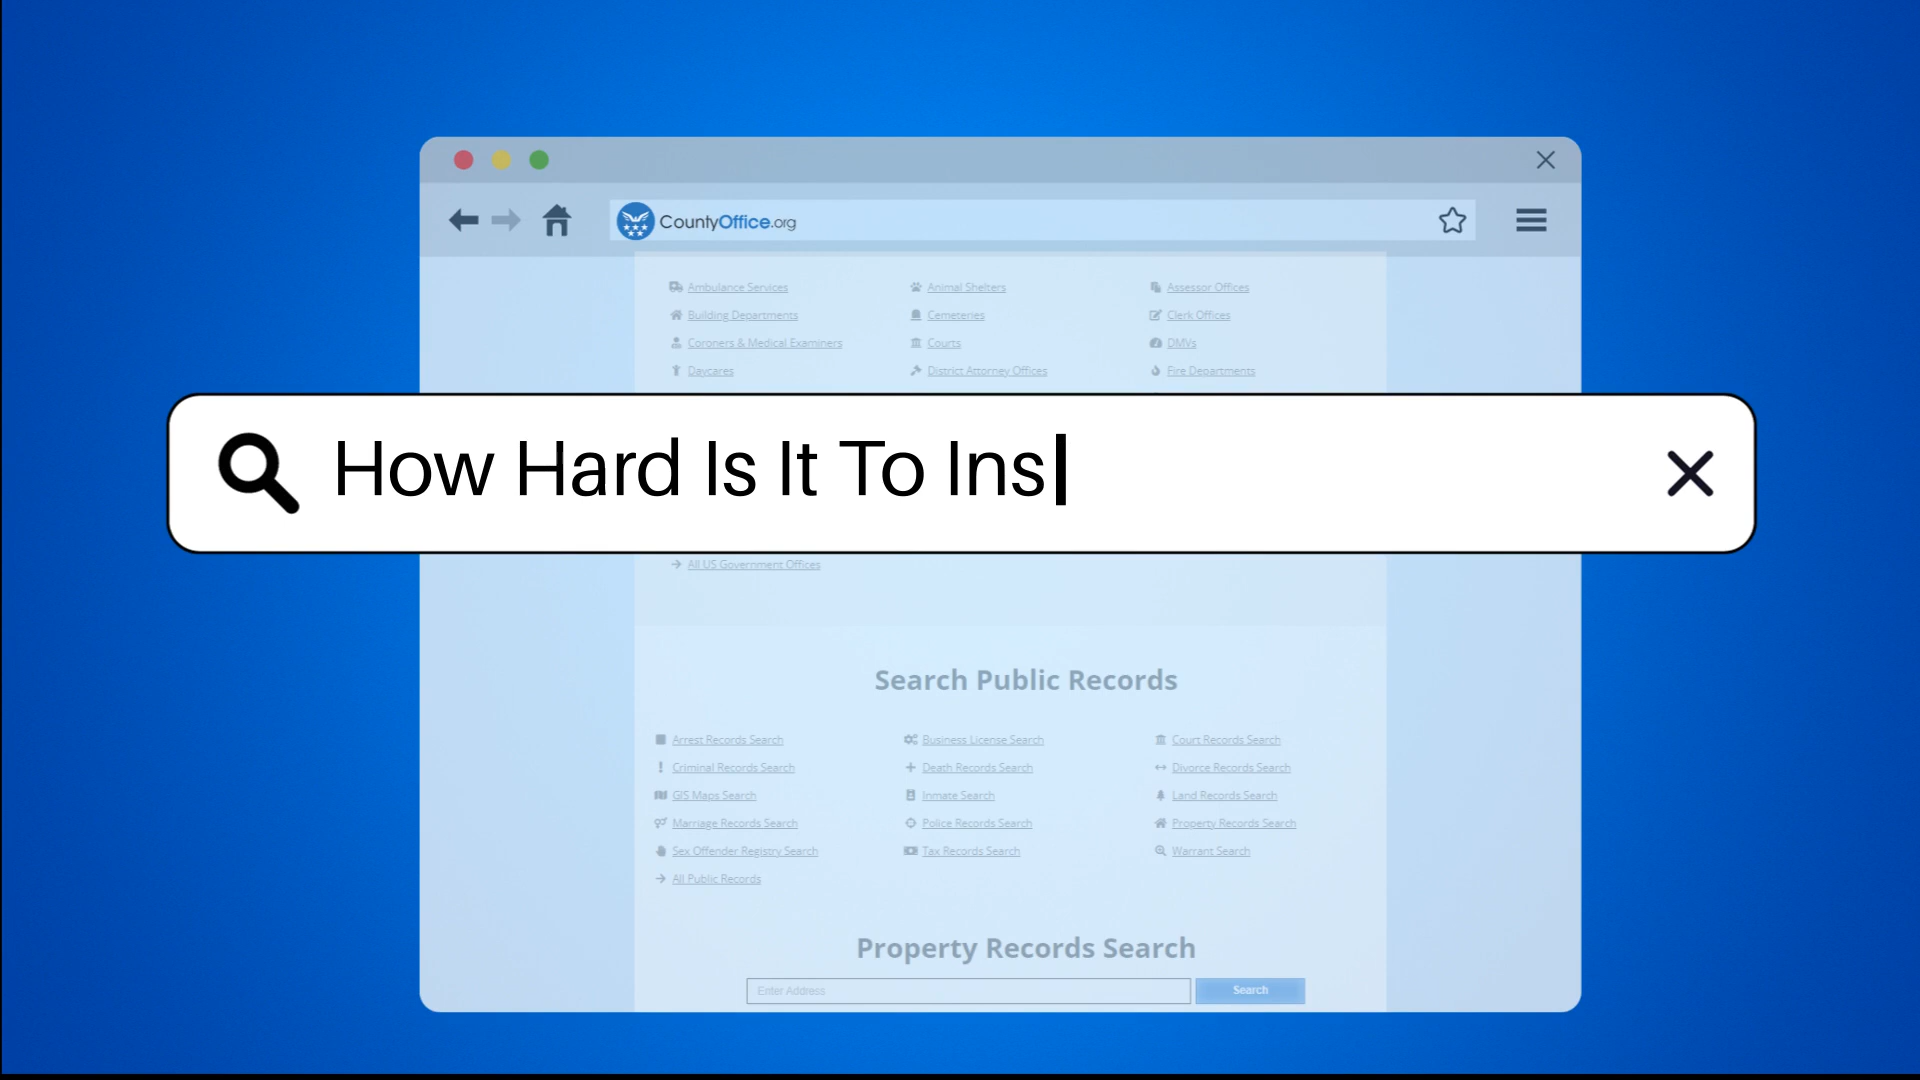 CountyOffice.org
Ambulance Services Animal Shelters Assessor Offices
Building Departments Cemeteries Clerk Offices
Coroners & Medical Examiners Courts DMVs
Daycares District Attorney Offices Fire Departments
How Hard Is It To Ins
All US Government Offices
Search Public Records
Arrest Records Search Business License Search Court Records Search
Criminal Records Search Death Records Search Divorce Records Search
GIS Maps Search Inmate Search Land Records Search
Marriage Records Search Police Records Search Property Records Search
Sex Offender Registry Search Tax Records Search Warrant Search
All Public Records
Property Records Search
Enter Address Search